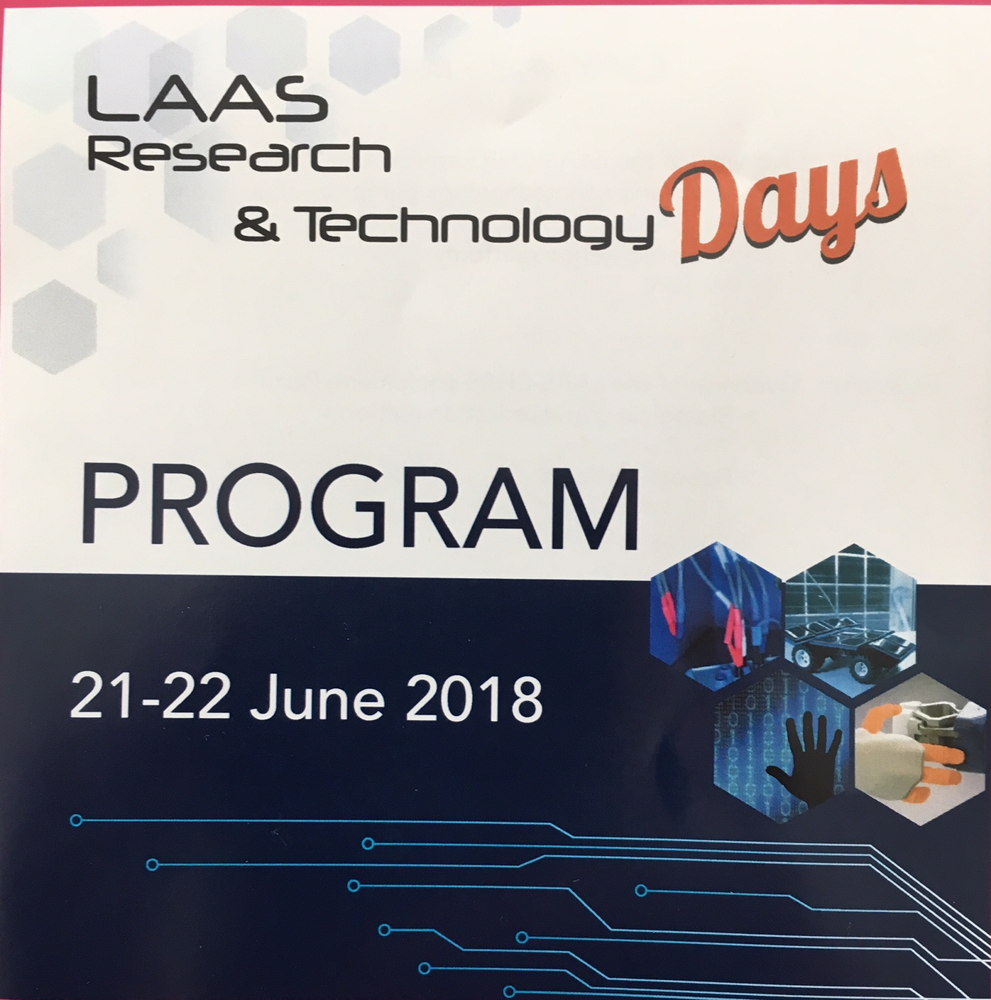 LAAS
Research
& Technology Days
PROGRAM
21-22 June 2018